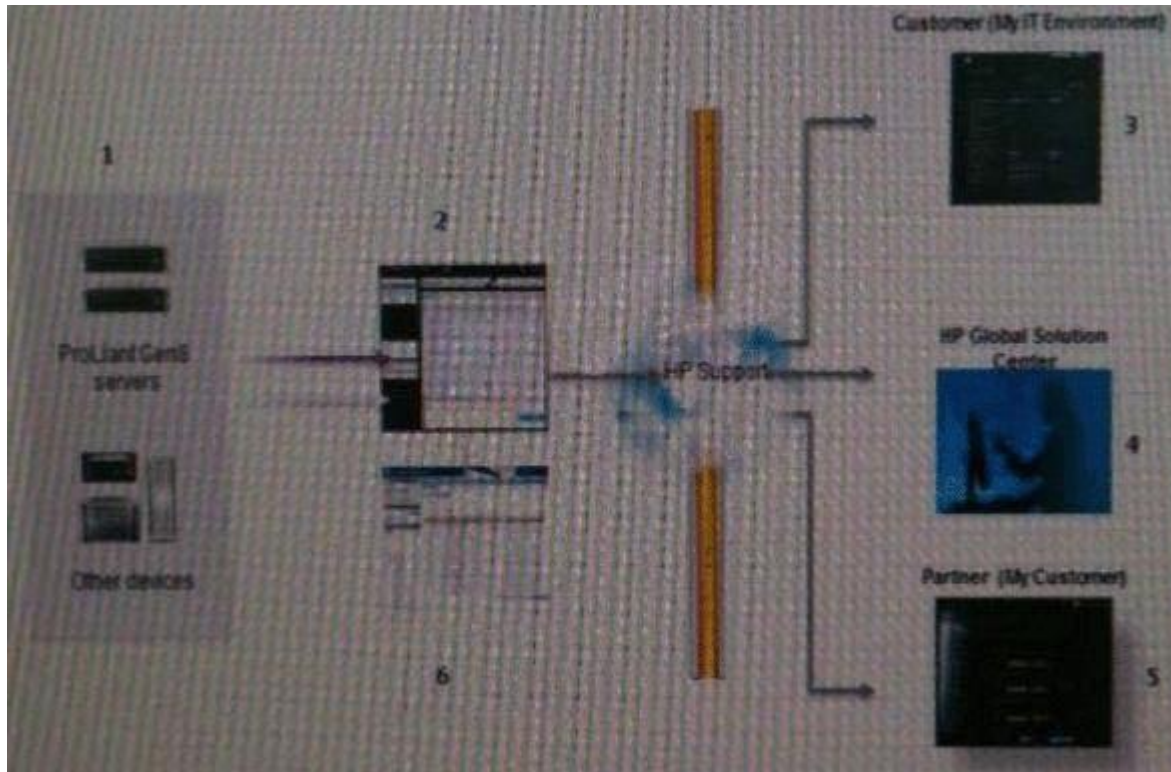 Customer (My IT Environment)
3
1
2
HP Global Solution
Center
ProLiant Gen8
servers
HP Support
4
Other devices
Partner (My Customer)
5
6